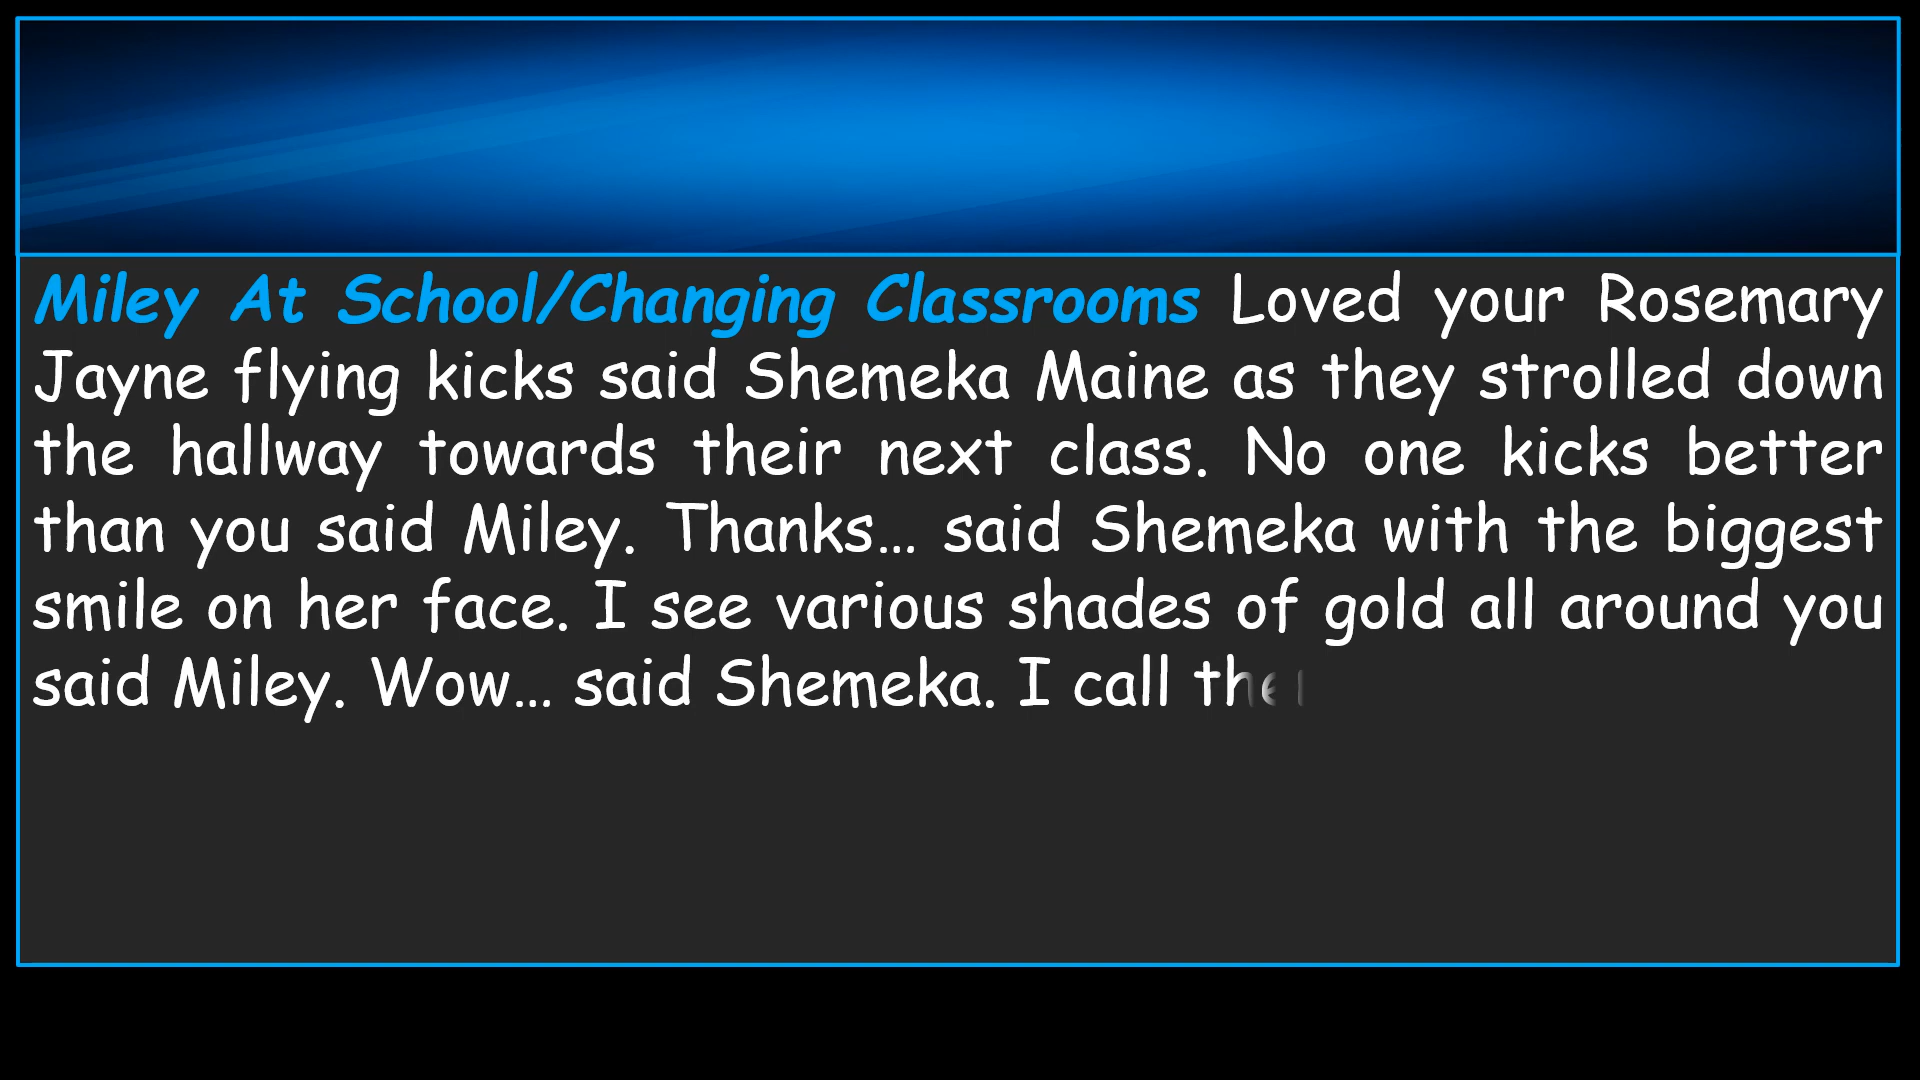 Miley At School/Changing Classrooms Loved your Rosemary
Jayne flying kicks said Shemeka Maine as they strolled down
the hallway towards their next class. No one kicks better
than you said Miley. Thanks… said Shemeka with the biggest
smile on her face. I see various shades of gold all around you
said Miley. Wow… said Shemeka. I call